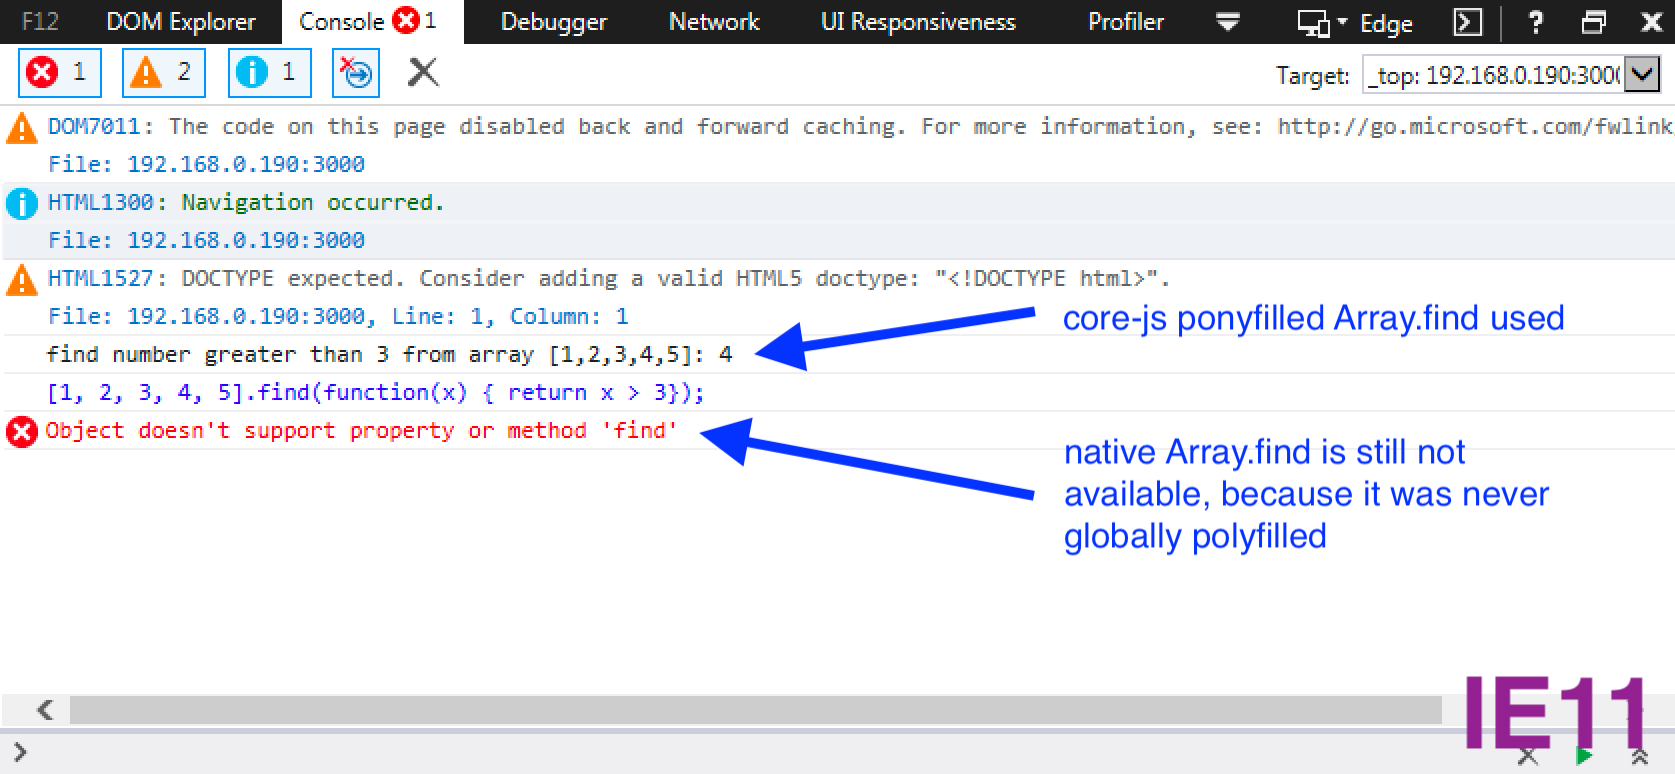 F12 DOM Explorer Console 1 Debugger Network UI Responsiveness Profiler Edge ?
1 2 1 Target: _top: 192.168.0.190:300
DOM7011: The code on this page disabled back and forward caching. For more information, see: http://go.microsoft.com/fwlink
File: 192.168.0.190:3000
HTML1300: Navigation occurred.
File: 192.168.0.190:3000
HTML1527: DOCTYPE expected. Consider adding a valid HTML5 doctype: "<!DOCTYPE html>".
File: 192.168.0.190:3000, Line: 1, Column: 1
core-js ponyfilled Array.find used
find number greater than 3 from array [1,2,3,4,5]: 4
[1, 2, 3, 4, 5].find(function(x) { return x > 3});
Object doesn't support property or method 'find'
native Array.find is still not
available, because it was never
globally polyfilled
IE11